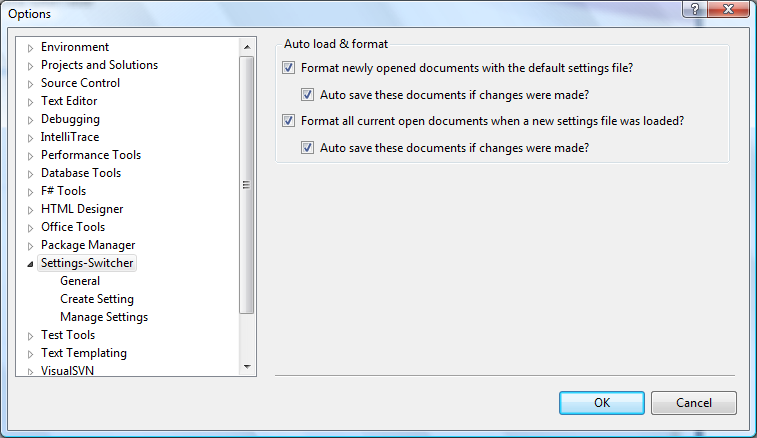 Options
Environment
Projects and Solutions
Source Control
Text Editor
Debugging
IntelliTrace
Performance Tools
Database Tools
F# Tools
HTML Designer
Office Tools
Package Manager
Settings-Switcher
General
Create Setting
Manage Settings
Test Tools
Text Templating
VisualSVN
Auto load & format
Format newly opened documents with the default settings file?
Auto save these documents if changes were made?
Format all current open documents when a new settings file was loaded?
Auto save these documents if changes were made?
OK
Cancel